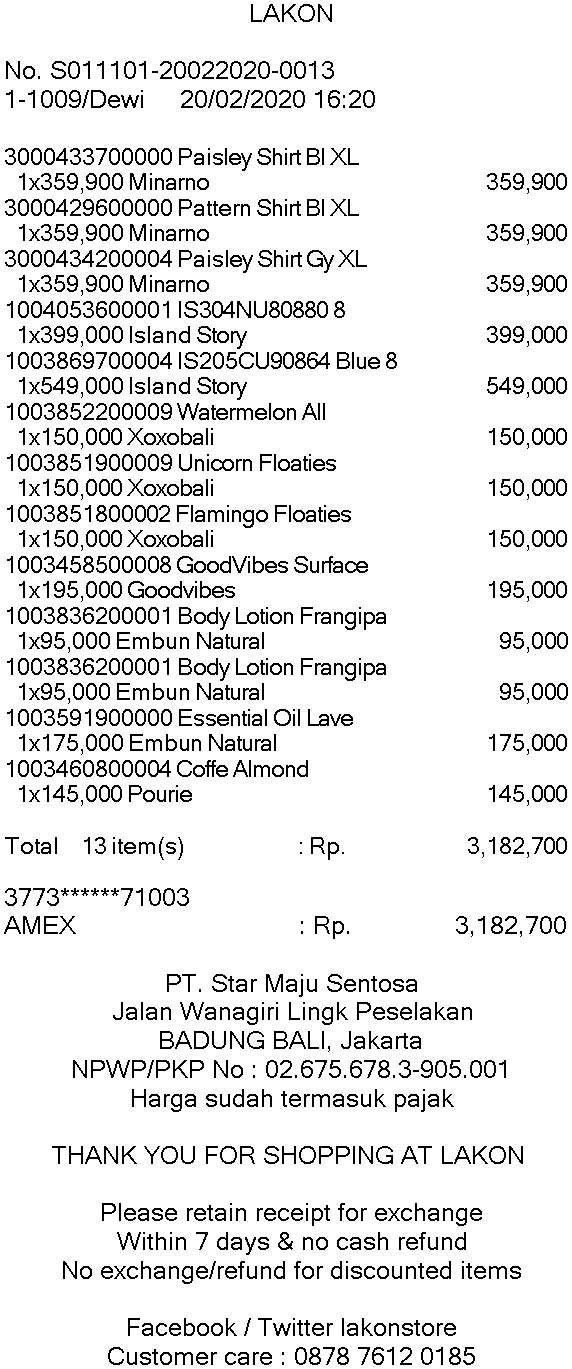 LAKON
No. S011101-20022020-0013
1-1009/Dewi 20/02/2020 16:20
3000433700000 Paisley Shirt Bl XL
1x359,900 Minarno 359,900
3000429600000 Pattern Shirt Bl XL
1x359,900 Minarno 359,900
3000434200004 Paisley Shirt Gy XL
1x359,900 Minarno 359,900
1004053600001 IS304NU80880 8
1x399,000 Island Story 399,000
1003869700004 IS205CU90864 Blue 8
1x549,000 Island Story 549,000
1003852200009 Watermelon All
1x150,000 Xoxobali 150,000
1003851900009 Unicorn Floaties
1x150,000 Xoxobali 150,000
1003851800002 Flamingo Floaties
1x150,000 Xoxobali 150,000
1003458500008 GoodVibes Surface
1x195,000 Goodvibes 195,000
1003836200001 Body Lotion Frangipa
1x95,000 Embun Natural 95,000
1003836200001 Body Lotion Frangipa
1x95,000 Embun Natural 95,000
1003591900000 Essential Oil Lave
1x175,000 Embun Natural 175,000
1003460800004 Coffe Almond
1x145,000 Pourie 145,000
Total 13 item(s) : Rp. 3,182,700
3773******71003
AMEX : Rp. 3,182,700
PT. Star Maju Sentosa
Jalan Wanagiri Lingk Peselakan
BADUNG BALI, Jakarta
NPWP/PKP No : 02.675.678.3-905.001
Harga sudah termasuk pajak
THANK YOU FOR SHOPPING AT LAKON
Please retain receipt for exchange
Within 7 days & no cash refund
No exchange/refund for discounted items
Facebook / Twitter lakonstore
Customer care : 0878 7612 0185